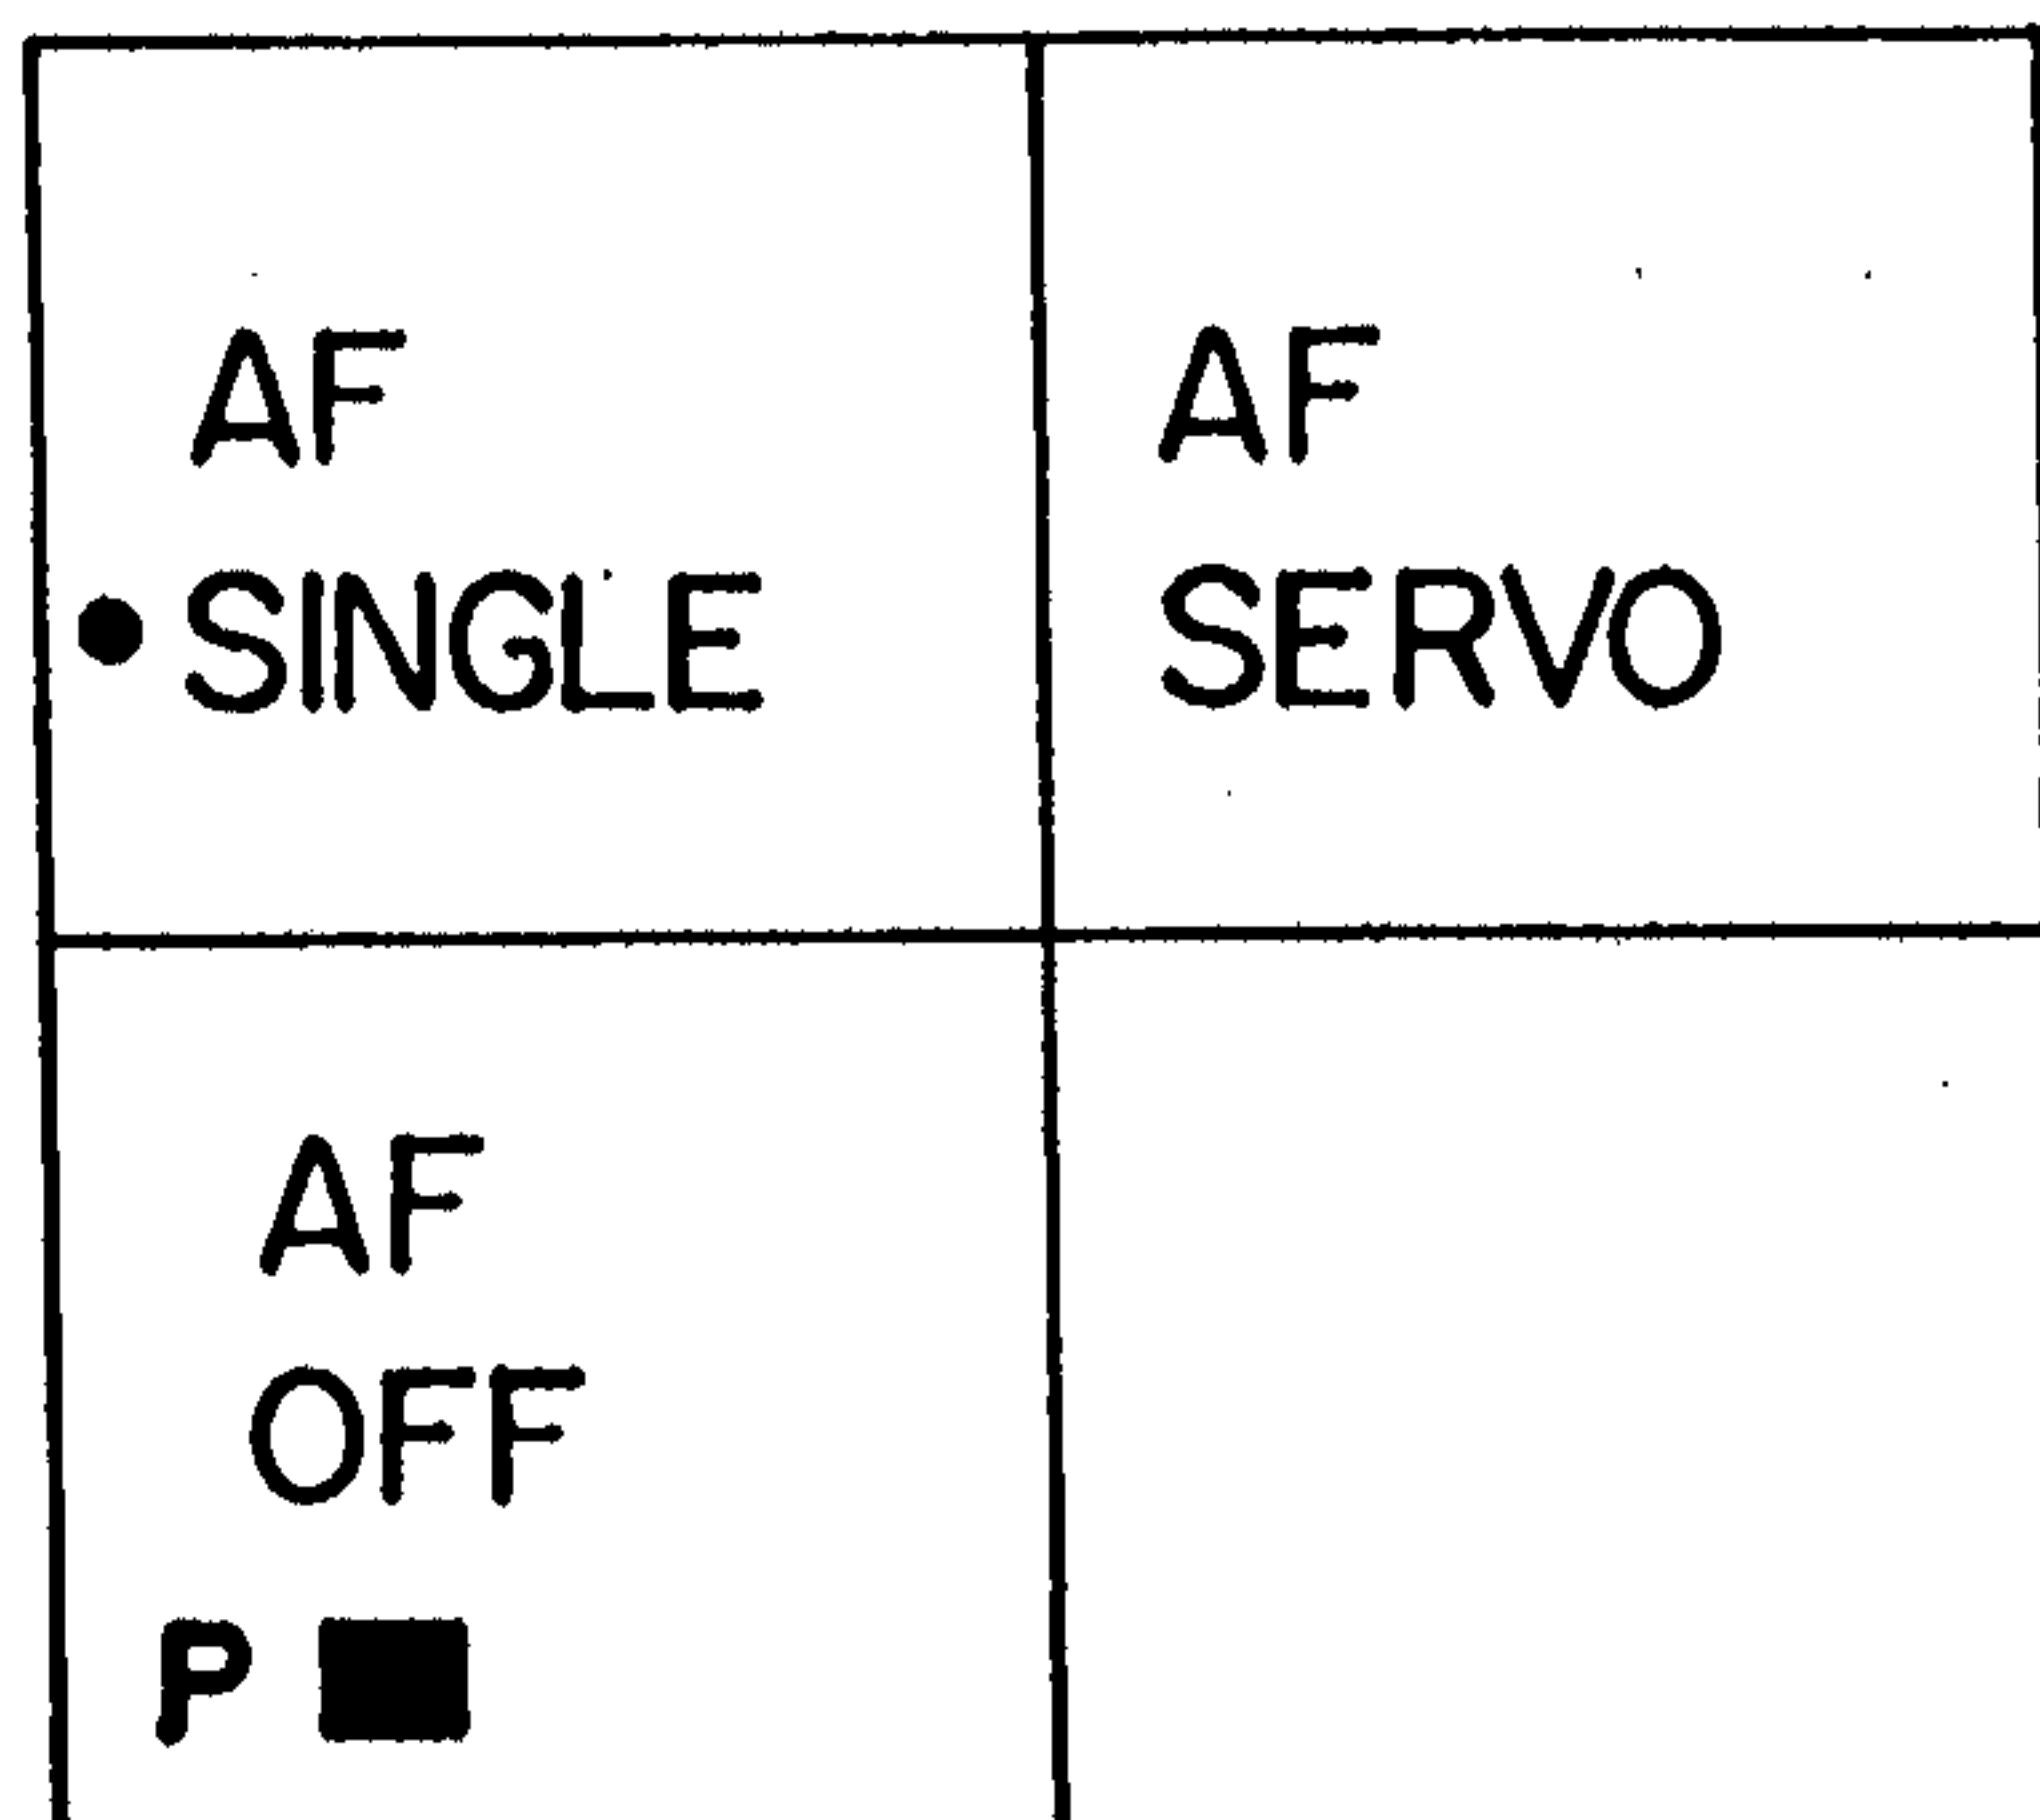 AF
• SINGLE
AF
SERVO
AF
OFF
P ■